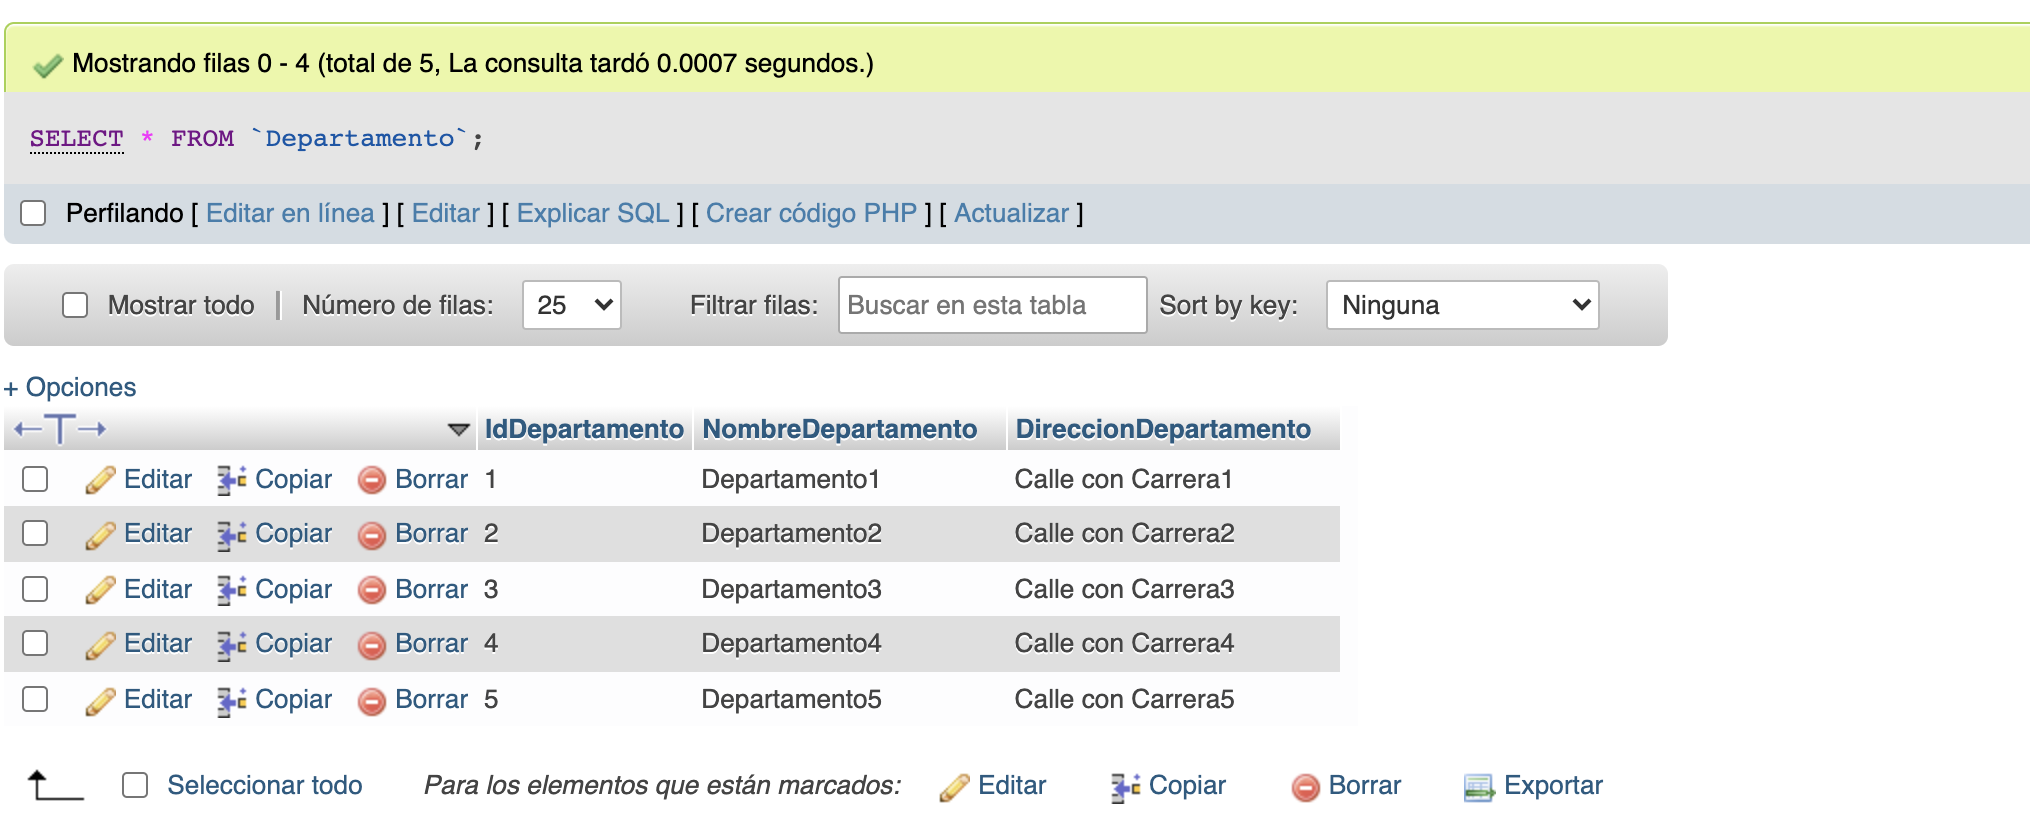 Mostrando filas 0 - 4 (total de 5, La consulta tardó 0.0007 segundos.)
SELECT * FROM `Departamento`;
Perfilando [ Editar en línea ] [ Editar ] [ Explicar SQL ] [ Crear código PHP ] [ Actualizar ]
Mostrar todo | Número de filas: 25 Filtrar filas: Buscar en esta tabla Sort by key: Ninguna
+ Opciones
←T→ IdDepartamento NombreDepartamento DireccionDepartamento
Editar Copiar Borrar 1 Departamento1 Calle con Carrera1
Editar Copiar Borrar 2 Departamento2 Calle con Carrera2
Editar Copiar Borrar 3 Departamento3 Calle con Carrera3
Editar Copiar Borrar 4 Departamento4 Calle con Carrera4
Editar Copiar Borrar 5 Departamento5 Calle con Carrera5
Seleccionar todo Para los elementos que están marcados: Editar Copiar Borrar Exportar